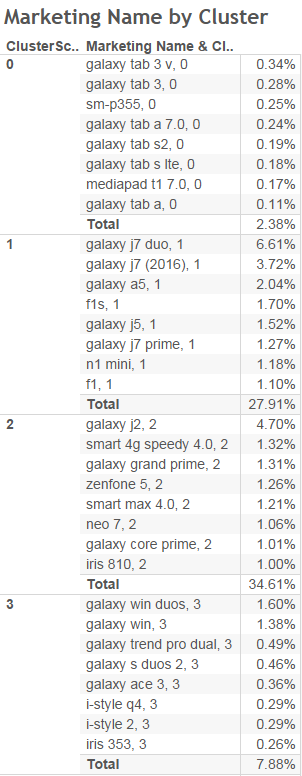 Marketing Name by Cluster
ClusterSc.. Marketing Name & Cl..
0 galaxy tab 3 v, 0 0.34%
galaxy tab 3, 0 0.28%
sm-p355, 0 0.25%
galaxy tab a 7.0, 0 0.24%
galaxy tab s2, 0 0.19%
galaxy tab s lte, 0 0.18%
mediapad t1 7.0, 0 0.17%
galaxy tab a, 0 0.11%
Total 2.38%
1 galaxy j7 duo, 1 6.61%
galaxy j7 (2016), 1 3.72%
galaxy a5, 1 2.04%
f1s, 1 1.70%
galaxy j5, 1 1.52%
galaxy j7 prime, 1 1.27%
n1 mini, 1 1.18%
f1, 1 1.10%
Total 27.91%
2 galaxy j2, 2 4.70%
smart 4g speedy 4.0, 2 1.32%
galaxy grand prime, 2 1.31%
zenfone 5, 2 1.26%
smart max 4.0, 2 1.21%
neo 7, 2 1.06%
galaxy core prime, 2 1.01%
iris 810, 2 1.00%
Total 34.61%
3 galaxy win duos, 3 1.60%
galaxy win, 3 1.38%
galaxy trend pro dual, 3 0.49%
galaxy s duos 2, 3 0.46%
galaxy ace 3, 3 0.36%
i-style q4, 3 0.29%
i-style 2, 3 0.29%
iris 353, 3 0.26%
Total 7.88%